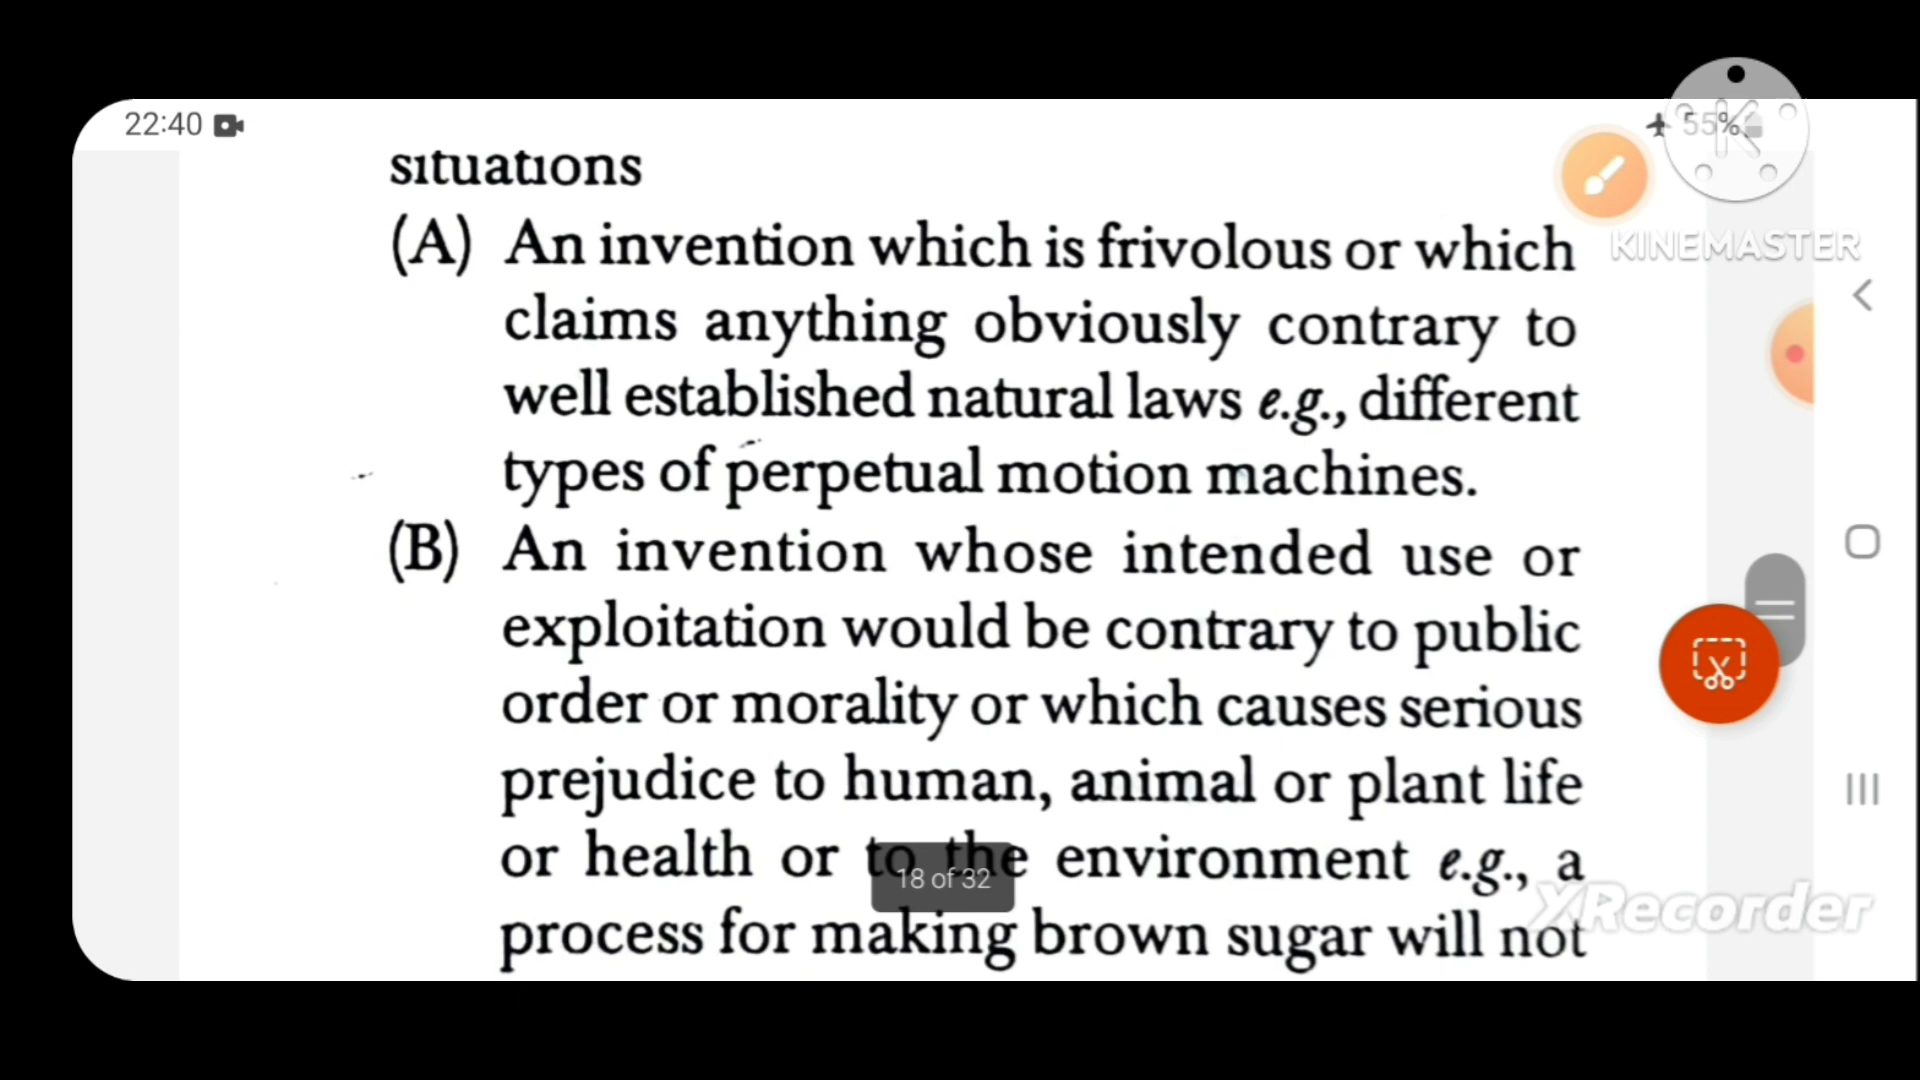 22:40
55%
situations
(A) An invention which is frivolous or which
KINEMASTER
claims anything obviously contrary to
well established natural laws e.g., different
types of perpetual motion machines.
(B) An invention whose intended use or
exploitation would be contrary to public
order or morality or which causes serious
prejudice to human, animal or plant life
or health or to the environment e.g., a
18 of 32
XRecorder
process for making brown sugar will not